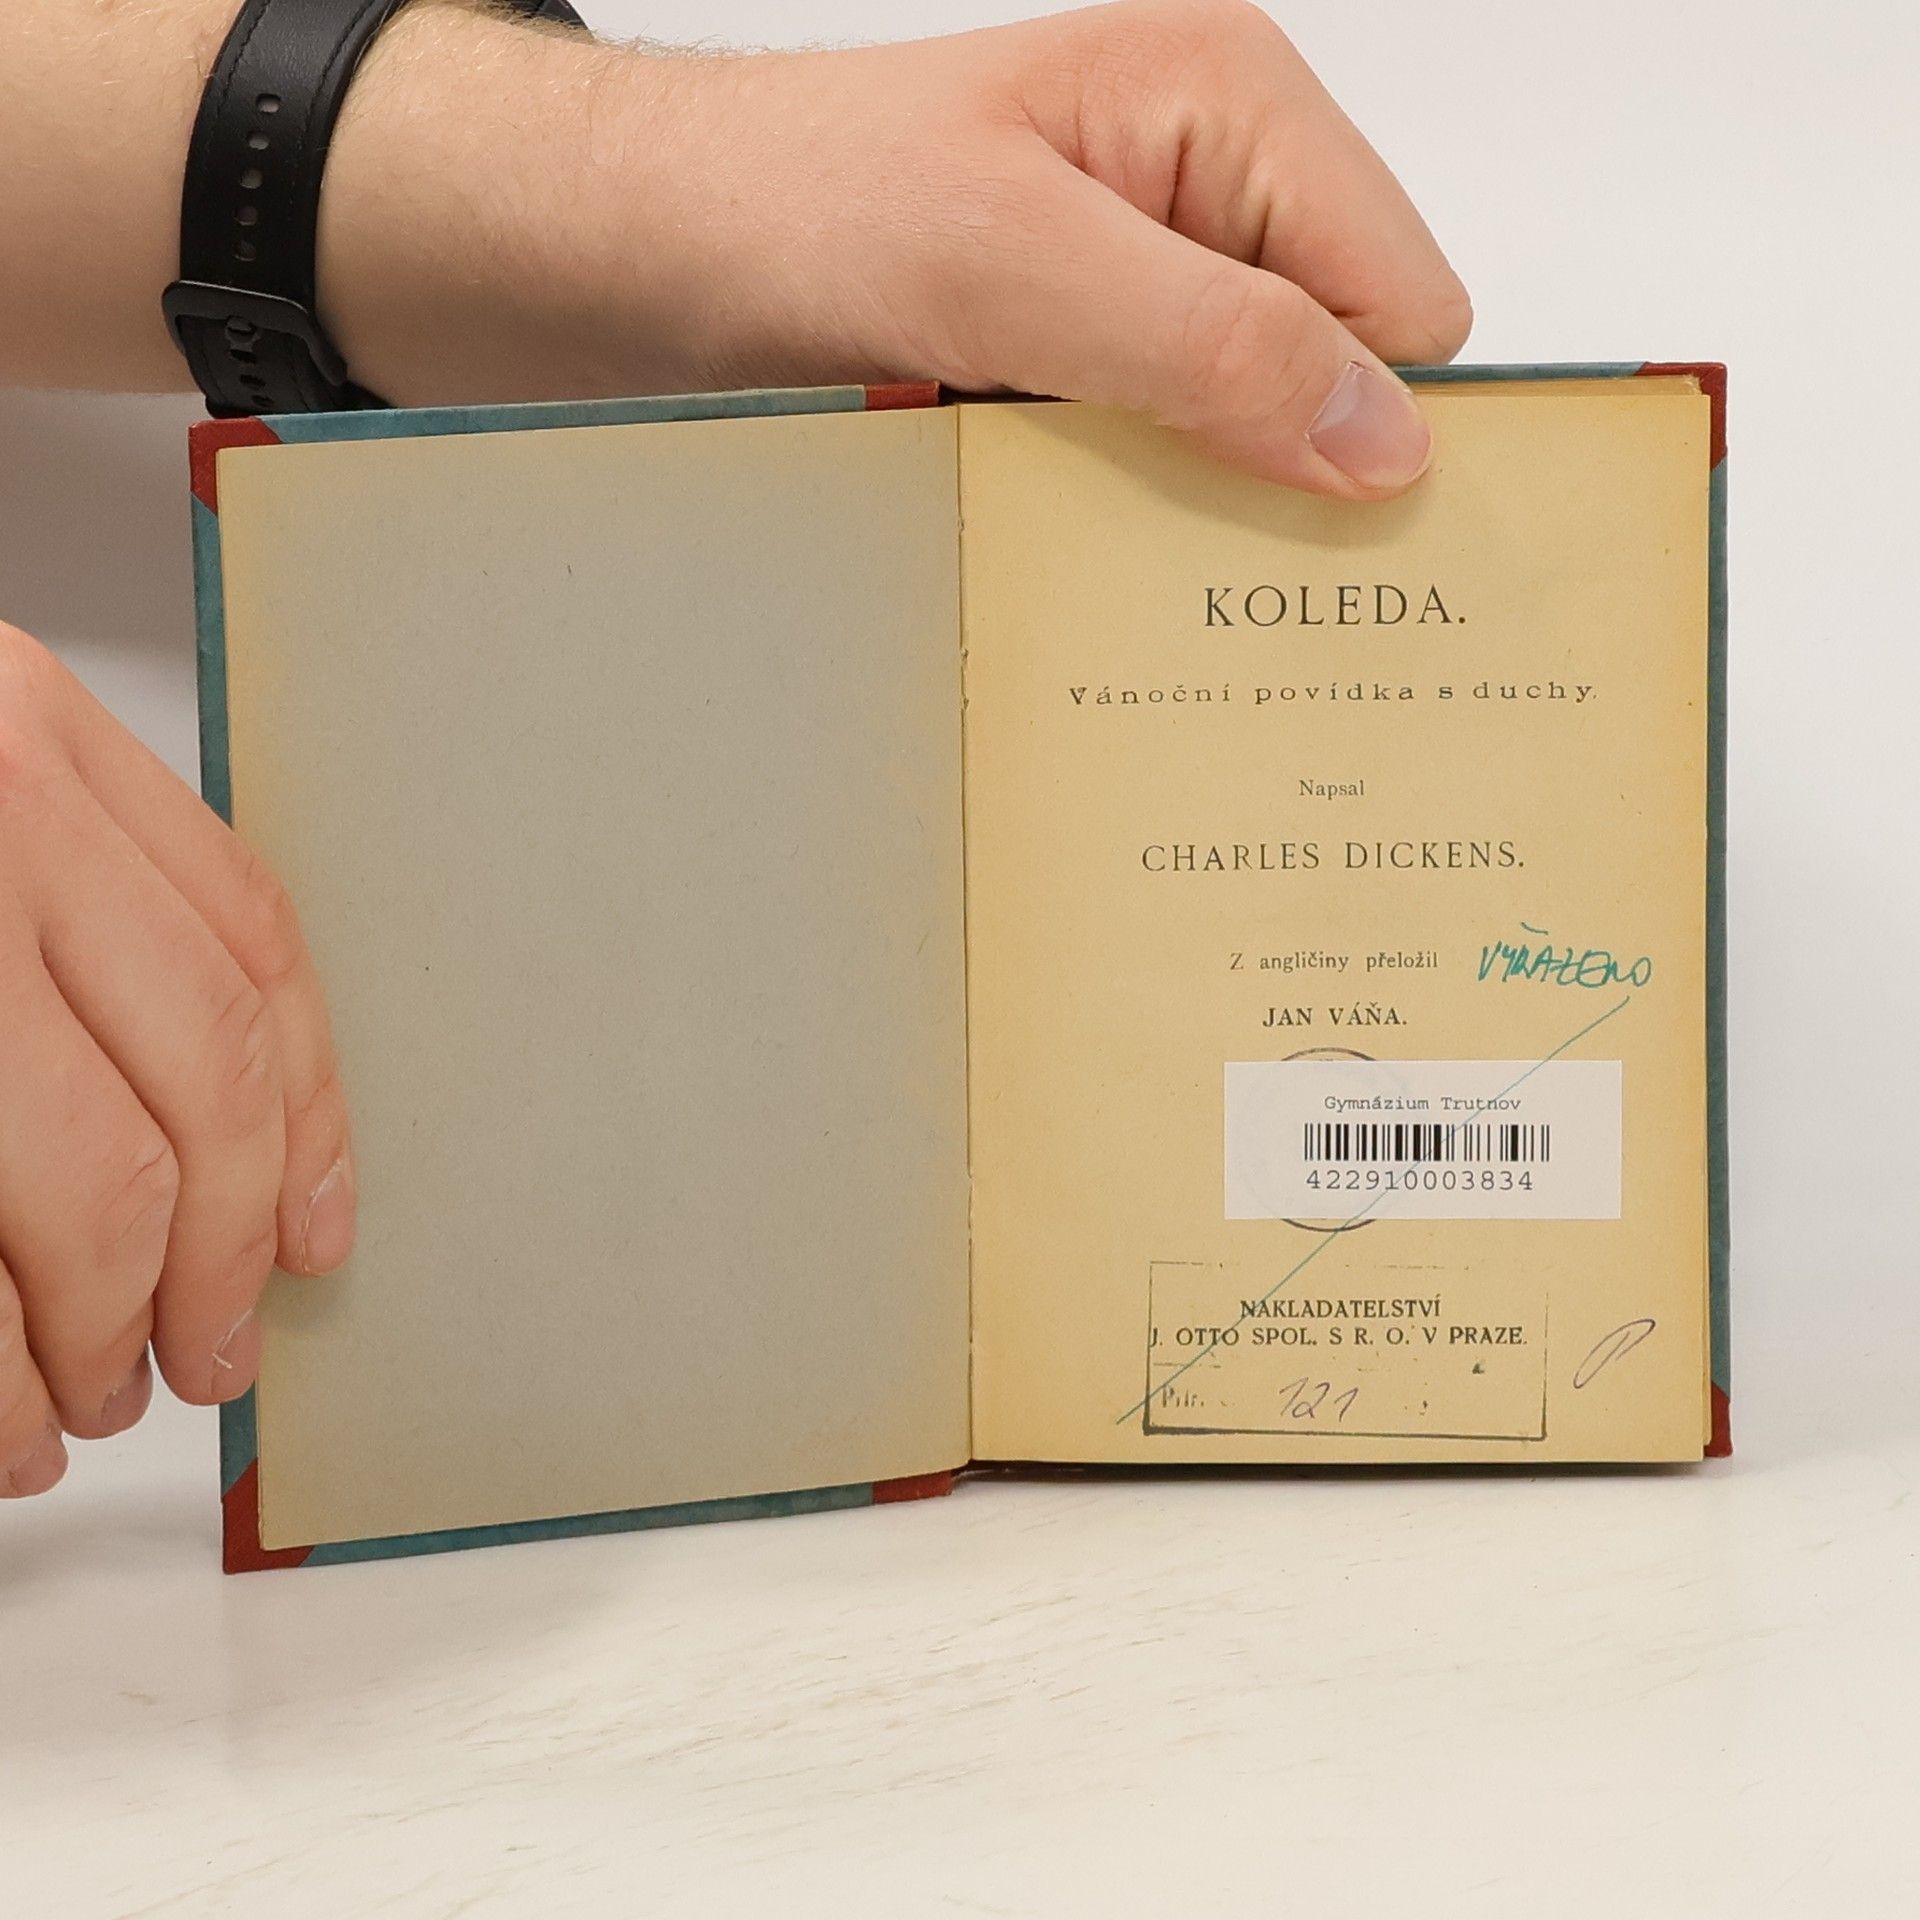 KOLEDA.
Vánoční povídka s duchy.
Napsal
CHARLES DICKENS.
Z angličiny přeložil VYŘAZENO
JAN VÁŇA.
Gymnázium Trutnov
422910003834
NAKLADATELSTVÍ
J. OTTO SPOL. S R. O. V PRAZE.
121